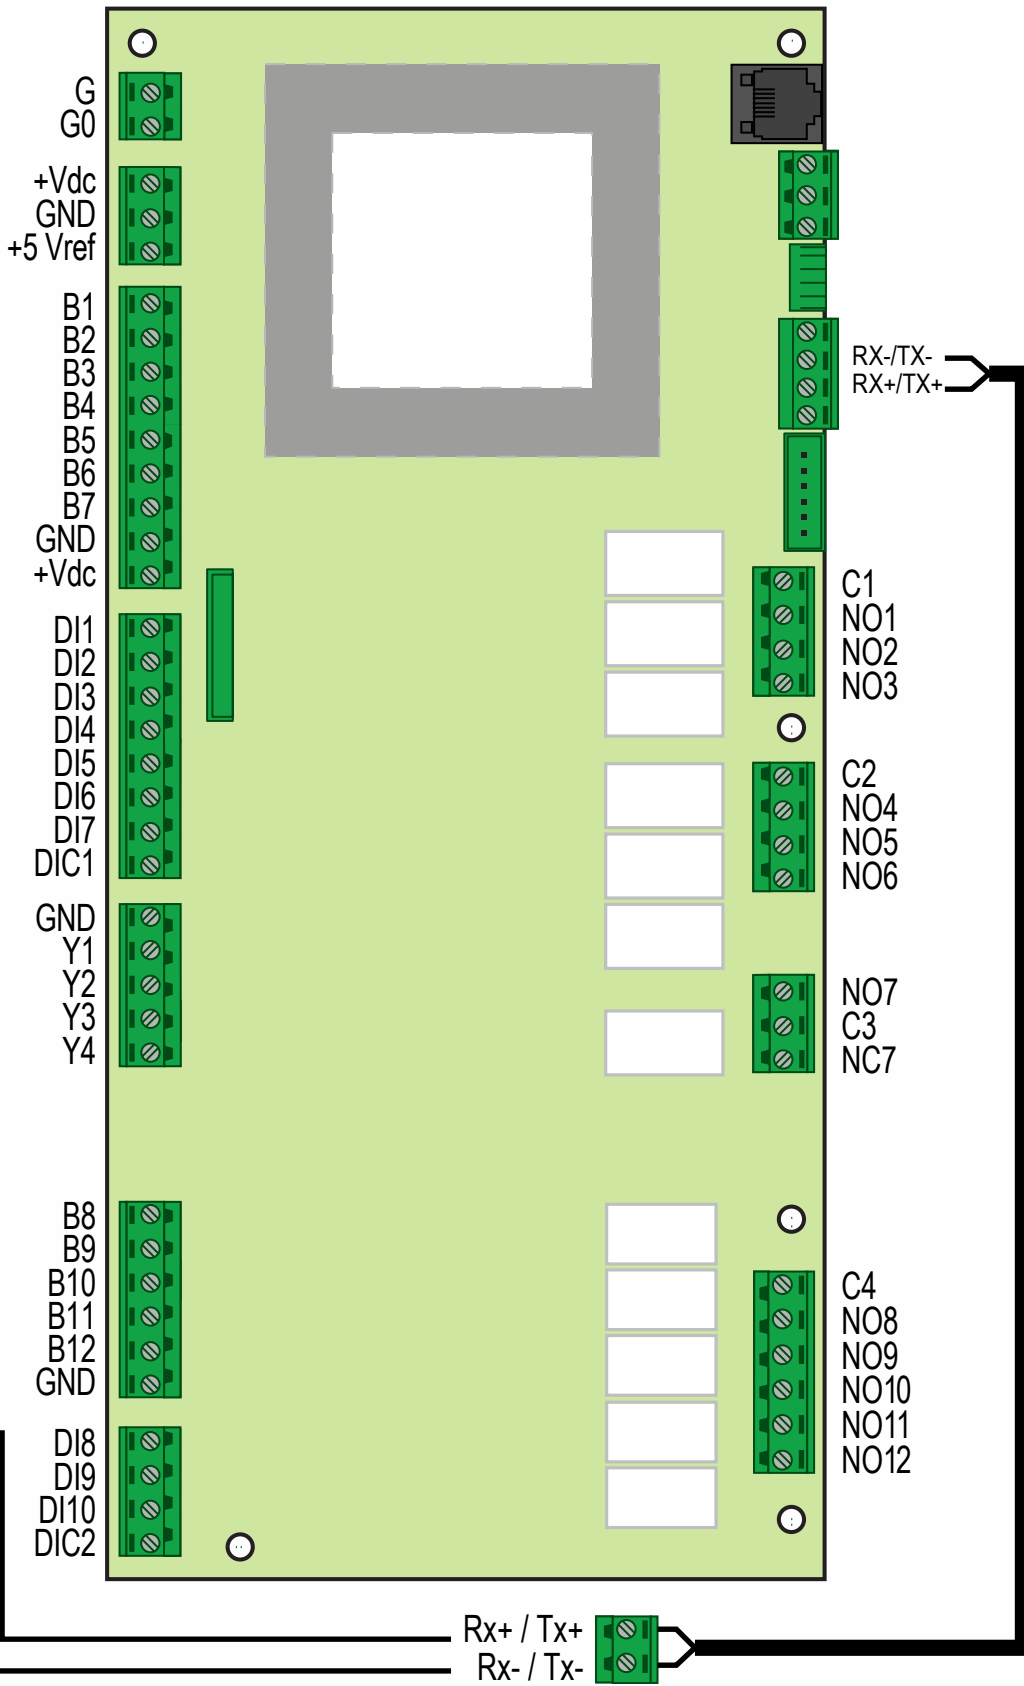 G
G0
+Vdc
GND
+5 Vref
B1
B2
B3
B4
B5
B6
B7
GND
+Vdc
DI1
DI2
DI3
DI4
DI5
DI6
DI7
DIC1
GND
Y1
Y2
Y3
Y4
B8
B9
B10
B11
B12
GND
DI8
DI9
DI10
DIC2
RX-/TX-
RX+/TX+
C1
NO1
NO2
NO3
C2
NO4
NO5
NO6
NO7
C3
NC7
C4
NO8
NO9
NO10
NO11
NO12
Rx+ / Tx+
Rx- / Tx-